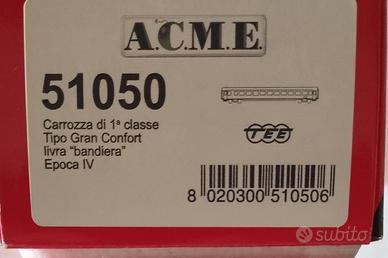 A.C.M.E.
51050
Carrozza di 1ª classe
Tipo Gran Confort
livra "bandiera"
Epoca IV
TEE
8 020300 510506
subito